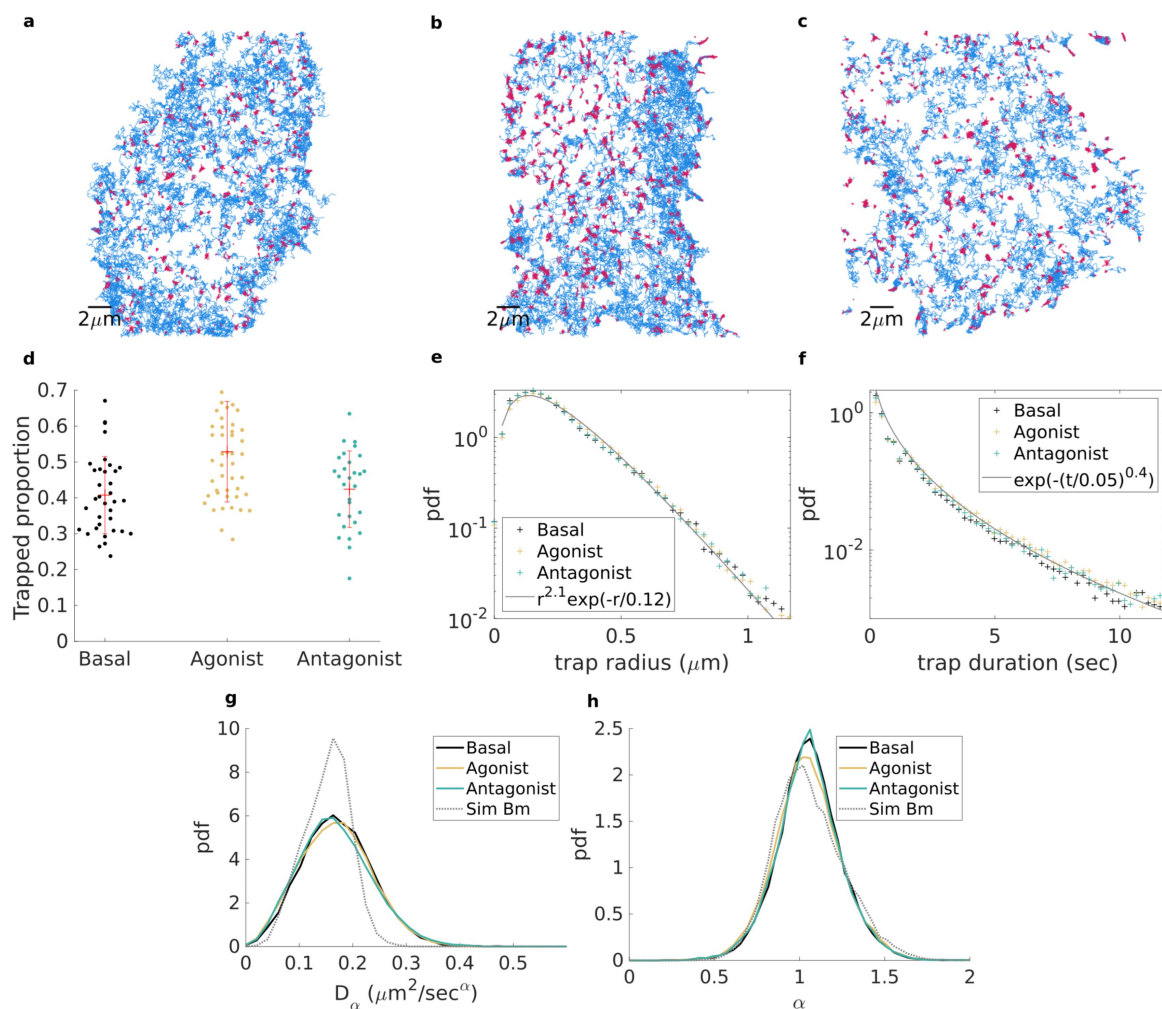 a
b
c
2μm
2μm
2μm
d
e
f
0.7
0.6
0.5
0.4
0.3
0.2
0.1
0
Trapped proportion
Basal
Agonist
Antagonist
10^0
10^-1
10^-2
pdf
Basal
Agonist
Antagonist
r^2.1exp(-r/0.12)
0
0.5
1
trap radius (μm)
10^0
10^-2
pdf
Basal
Agonist
Antagonist
exp(-(t/0.05)^0.4)
0
5
10
trap duration (sec)
g
h
10
8
6
4
2
0
pdf
Basal
Agonist
Antagonist
Sim Bm
0
0.1
0.2
0.3
0.4
0.5
D_α (μm^2/sec^α)
2.5
2
1.5
1
0.5
0
pdf
Basal
Agonist
Antagonist
Sim Bm
0
0.5
1
1.5
2
α